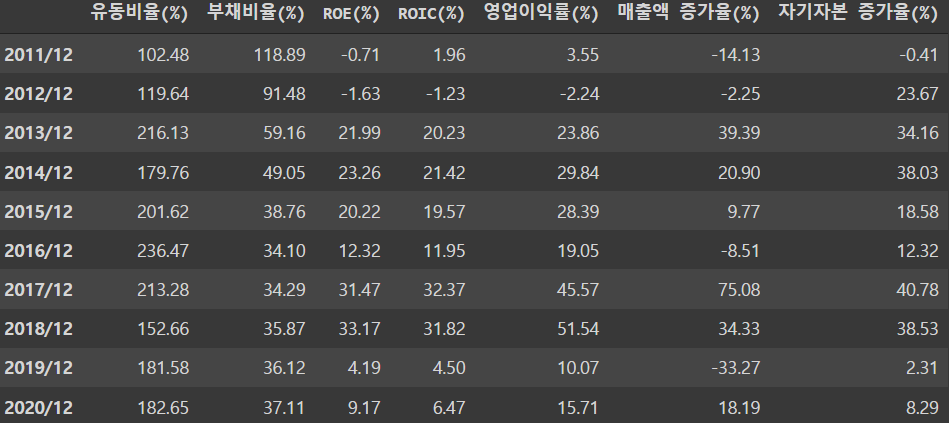 유동비율(%) 부채비율(%) ROE(%) ROIC(%) 영업이익률(%) 매출액 증가율(%) 자기자본 증가율(%)
2011/12 102.48 118.89 -0.71 1.96 3.55 -14.13 -0.41
2012/12 119.64 91.48 -1.63 -1.23 -2.24 -2.25 23.67
2013/12 216.13 59.16 21.99 20.23 23.86 39.39 34.16
2014/12 179.76 49.05 23.26 21.42 29.84 20.90 38.03
2015/12 201.62 38.76 20.22 19.57 28.39 9.77 18.58
2016/12 236.47 34.10 12.32 11.95 19.05 -8.51 12.32
2017/12 213.28 34.29 31.47 32.37 45.57 75.08 40.78
2018/12 152.66 35.87 33.17 31.82 51.54 34.33 38.53
2019/12 181.58 36.12 4.19 4.50 10.07 -33.27 2.31
2020/12 182.65 37.11 9.17 6.47 15.71 18.19 8.29